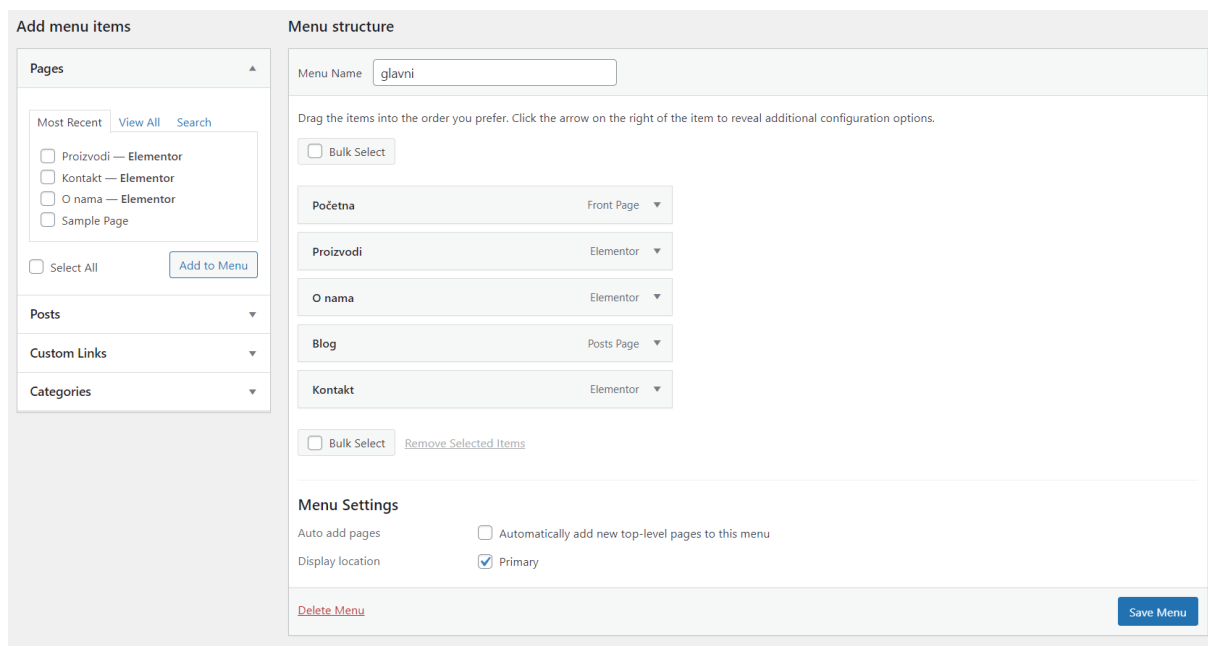 Add menu items
Pages
Most Recent View All Search
Proizvodi — Elementor
Kontakt — Elementor
O nama — Elementor
Sample Page
Select All Add to Menu
Posts
Custom Links
Categories
Menu structure
Menu Name glavni
Drag the items into the order you prefer. Click the arrow on the right of the item to reveal additional configuration options.
Bulk Select
Početna Front Page
Proizvodi Elementor
O nama Elementor
Blog Posts Page
Kontakt Elementor
Bulk Select Remove Selected Items
Menu Settings
Auto add pages Automatically add new top-level pages to this menu
Display location Primary
Delete Menu Save Menu